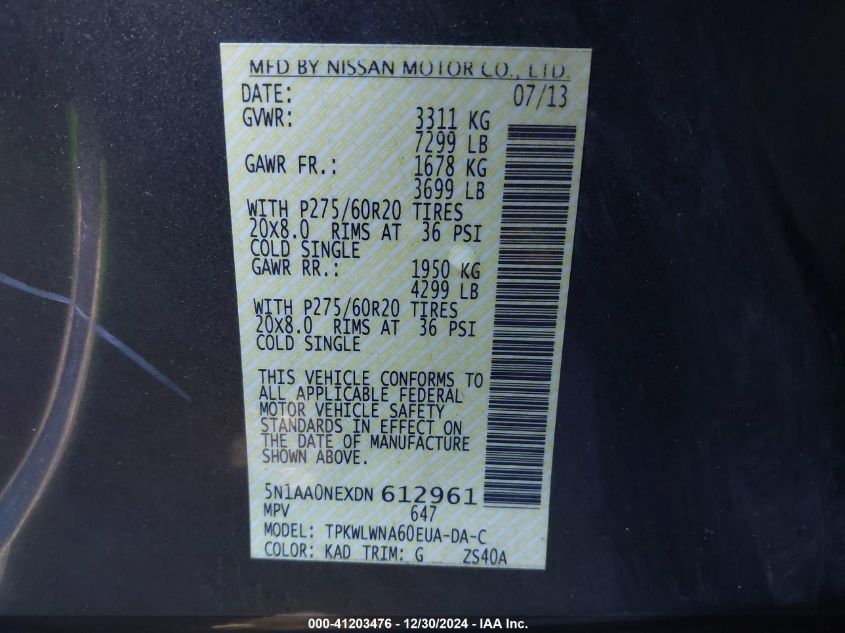 MFD BY NISSAN MOTOR CO., LTD.
DATE: 07/13
GVWR: 3311 KG
7299 LB
GAWR FR.: 1678 KG
3699 LB
WITH P275/60R20 TIRES
20X8.0 RIMS AT 36 PSI
COLD SINGLE
GAWR RR.: 1950 KG
4299 LB
WITH P275/60R20 TIRES
20X8.0 RIMS AT 36 PSI
COLD SINGLE
THIS VEHICLE CONFORMS TO
ALL APPLICABLE FEDERAL
MOTOR VEHICLE SAFETY
STANDARDS IN EFFECT ON
THE DATE OF MANUFACTURE
SHOWN ABOVE.
5N1AA0NEXDN 612961
MPV 647
MODEL: TPKWLWNA60EUA-DA-C
COLOR: KAD TRIM: G ZS40A
000-41203476 - 12/30/2024 - IAA Inc.